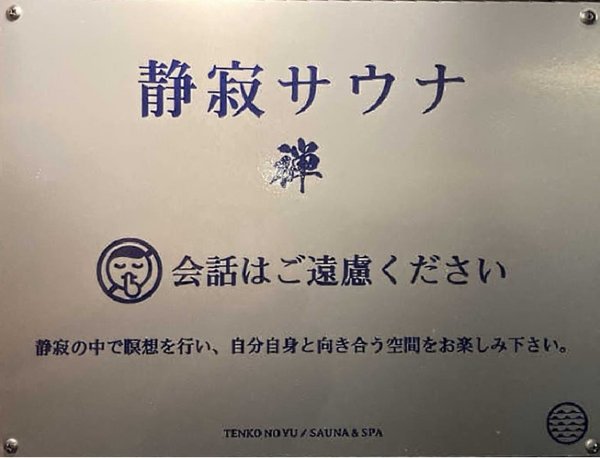 静寂サウナ
禅
会話はご遠慮ください
静寂の中で瞑想を行い、自分自身と向き合う空間をお楽しみ下さい。
TENKO NO YU / SAUNA & SPA